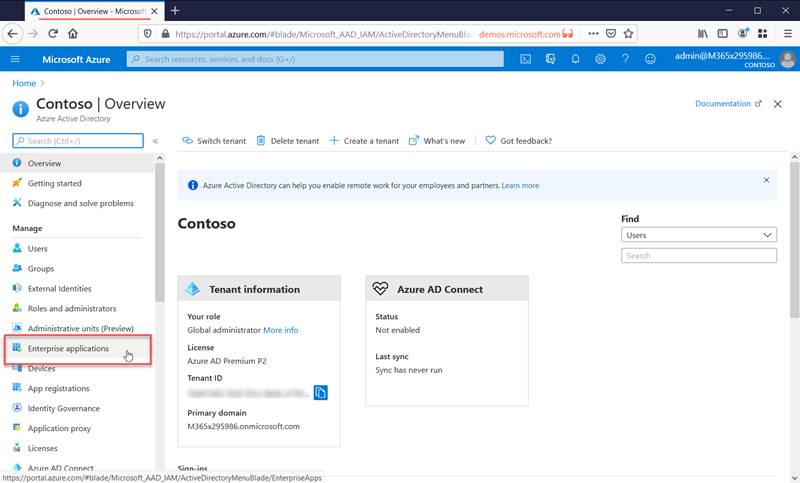 Contoso | Overview - Microsoft
https://portal.azure.com/#blade/Microsoft_AAD_IAM/ActiveDirectoryMenuBlade/
demos.microsoft.com
Microsoft Azure
Search resources, services, and docs (G+/)
admin@M365x295986....
CONTOSO
Home
Contoso | Overview
Azure Active Directory
Documentation
Search (Ctrl+/)
Switch tenant
Delete tenant
Create a tenant
What's new
Got feedback?
Overview
Getting started
Diagnose and solve problems
Manage
Users
Groups
External Identities
Roles and administrators
Administrative units (Preview)
Enterprise applications
Devices
App registrations
Identity Governance
Application proxy
Licenses
Azure AD Connect
Azure Active Directory can help you enable remote work for your employees and partners. Learn more
Contoso
Find
Users
Search
Tenant information
Your role
Global administrator More info
License
Azure AD Premium P2
Tenant ID
Primary domain
M365x295986.onmicrosoft.com
Azure AD Connect
Status
Not enabled
Last sync
Sync has never run
Sign-ins
https://portal.azure.com/#blade/Microsoft_AAD_IAM/ActiveDirectoryMenuBlade/EnterpriseApps